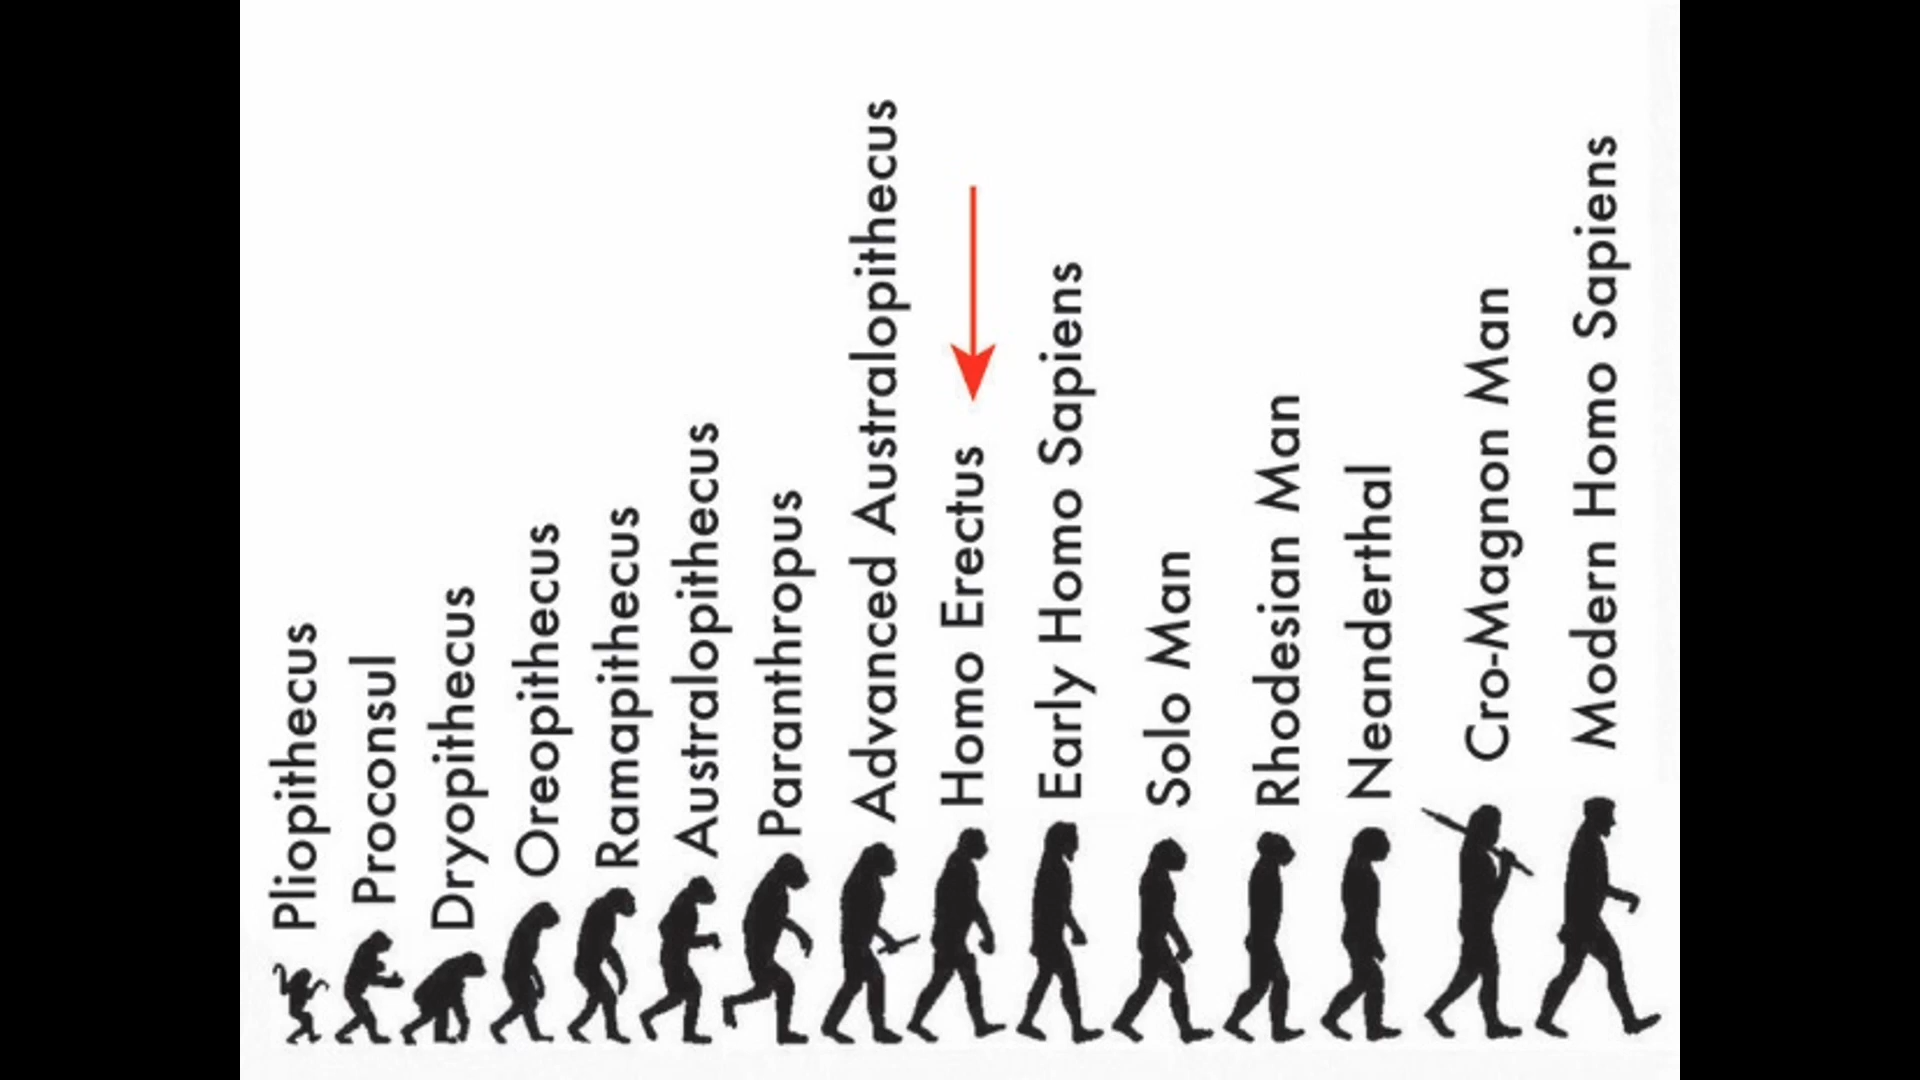 Pliopithecus
Proconsul
Dryopithecus
Oreopithecus
Ramapithecus
Australopithecus
Paranthropus
Advanced Australopithecus
Homo Erectus
Early Homo Sapiens
Solo Man
Rhodesian Man
Neanderthal
Cro-Magnon Man
Modern Homo Sapiens